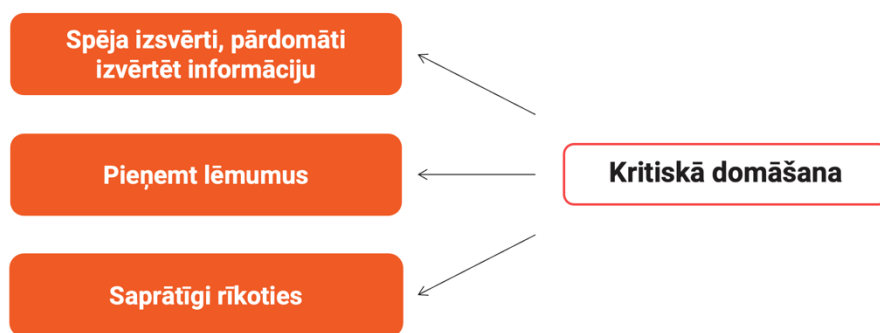 Spēja izsvērti, pārdomāti
izvērtēt informāciju
Pieņemt lēmumus
Kritiskā domāšana
Saprātīgi rīkoties